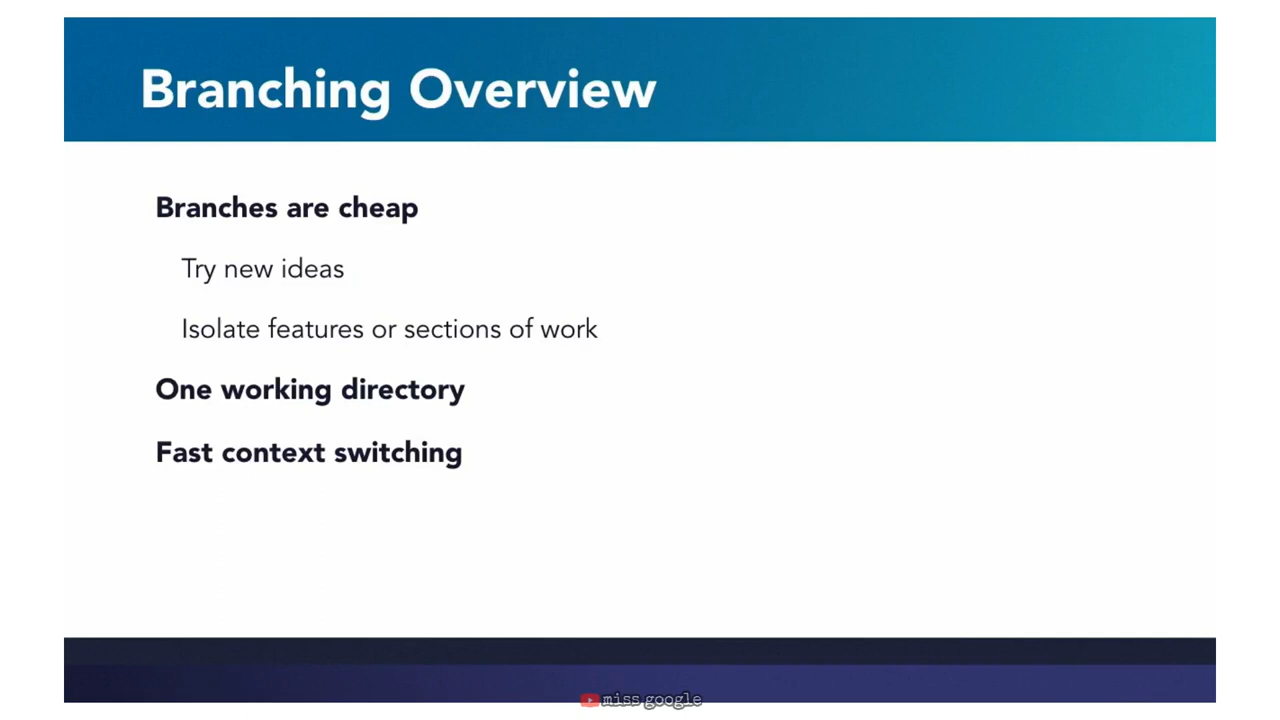 Branching Overview
Branches are cheap
Try new ideas
Isolate features or sections of work
One working directory
Fast context switching
miss google